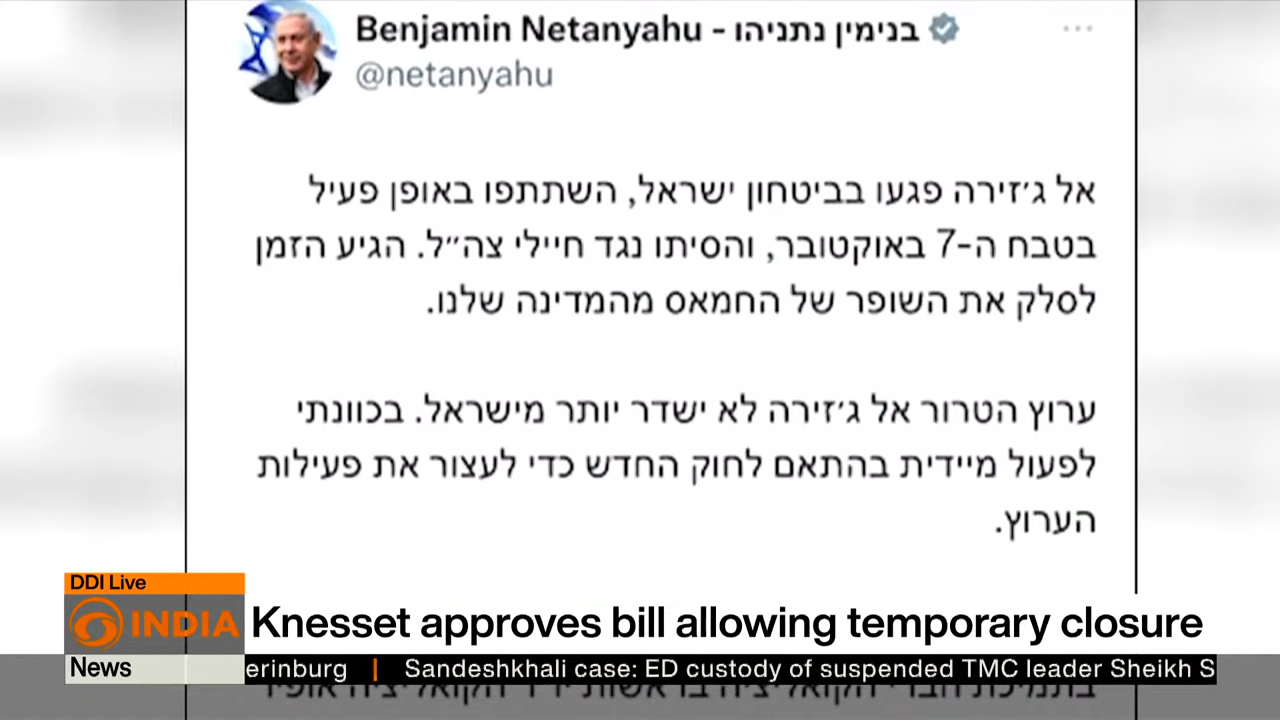 Benjamin Netanyahu - בנימין נתניהו
@netanyahu
אל ג׳זירה פגעו בביטחון ישראל, השתתפו באופן פעיל
בטבח ה-7 באוקטובר, והסיתו נגד חיילי צה״ל. הגיע הזמן
לסלק את השופר של החמאס מהמדינה שלנו.
ערוץ הטרור אל ג׳זירה לא ישדר יותר מישראל. בכוונתי
לפעול מיידית בהתאם לחוק החדש כדי לעצור את פעילות
הערוץ.
DDI Live
INDIA
Knesset approves bill allowing temporary closure
News
erinburg | Sandeshkhali case: ED custody of suspended TMC leader Sheikh S